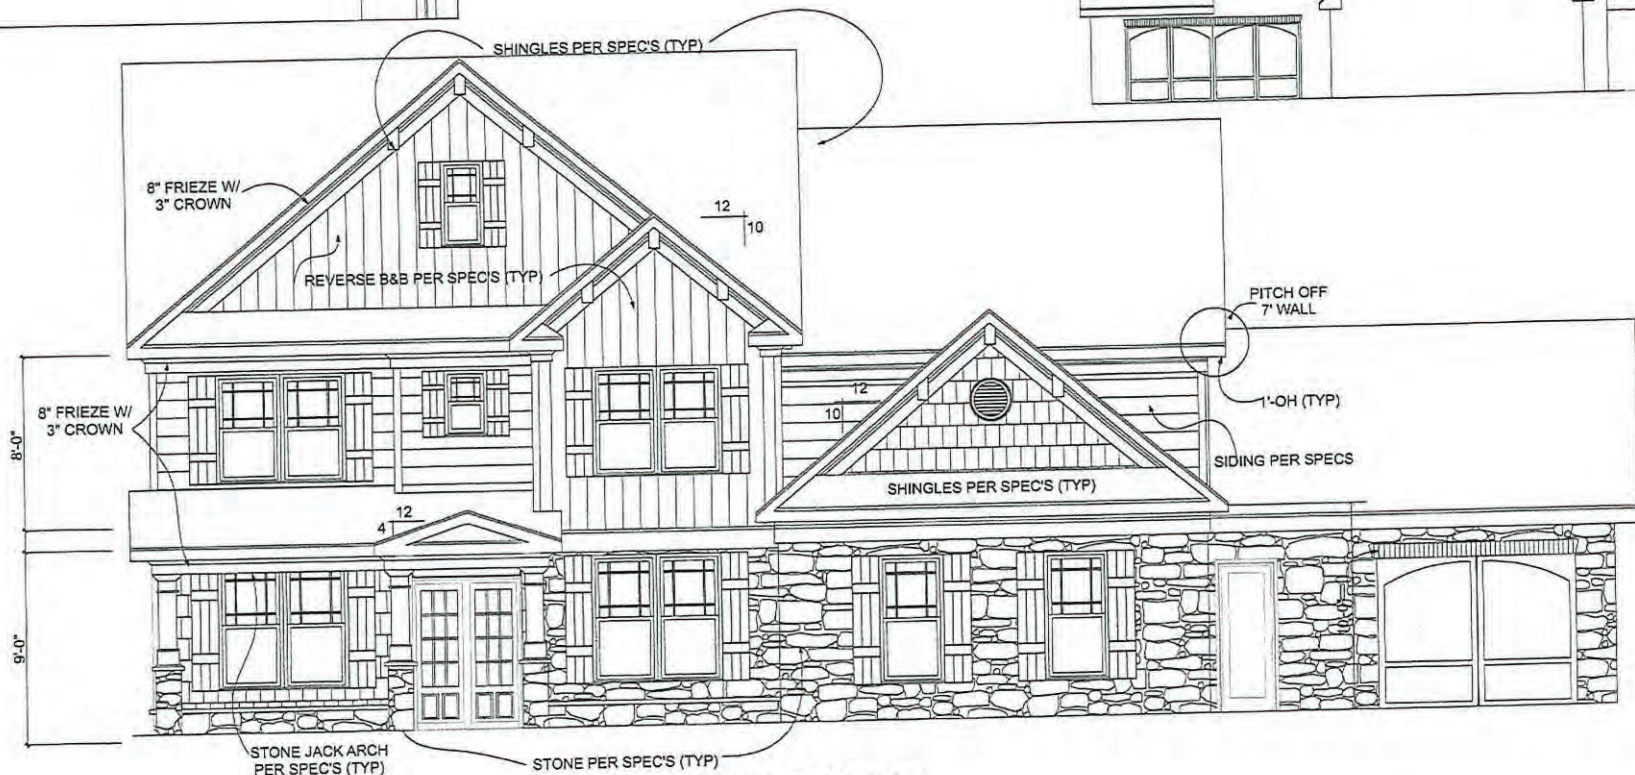 SHINGLES PER SPEC'S (TYP)
8" FRIEZE W/
3" CROWN
12
10
REVERSE B&B PER SPEC'S (TYP)
PITCH OFF
7' WALL
8" FRIEZE W/
3" CROWN
8'-0"
12
10
1'-OH (TYP)
SIDING PER SPECS
SHINGLES PER SPEC'S (TYP)
12
4
9'-0"
STONE JACK ARCH
PER SPEC'S (TYP)
STONE PER SPEC'S (TYP)